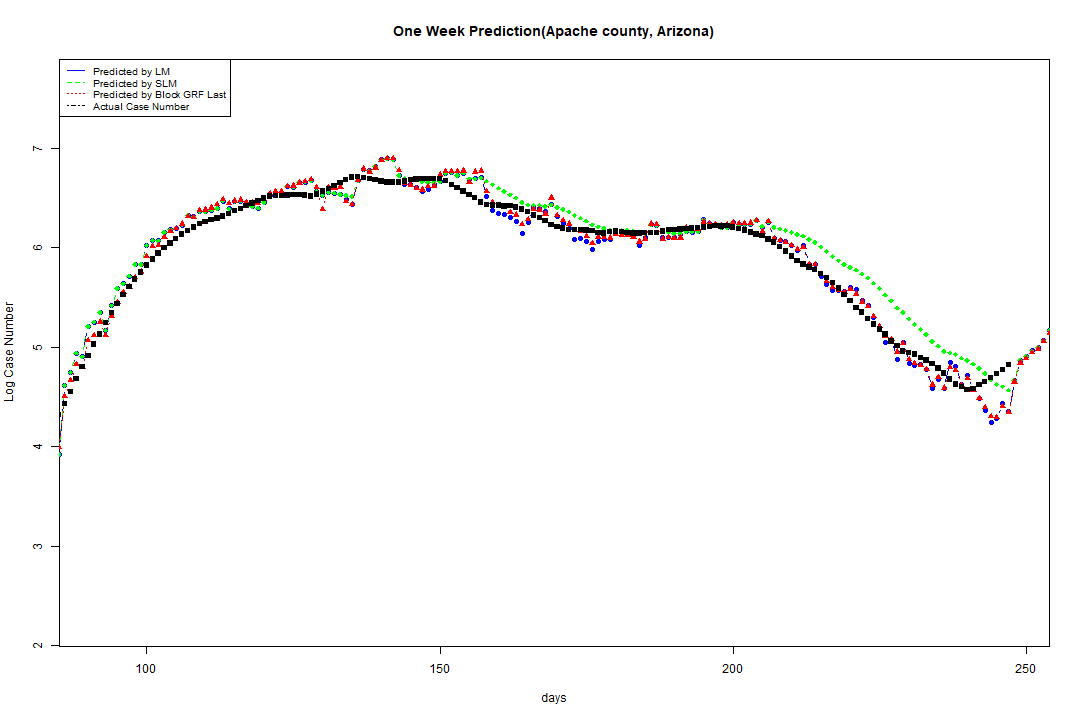 One Week Prediction(Apache county, Arizona)
Predicted by LM
Predicted by SLM
Predicted by Block GRF Last
Actual Case Number
7
6
5
4
3
2
Log Case Number
100 150 200 250
days